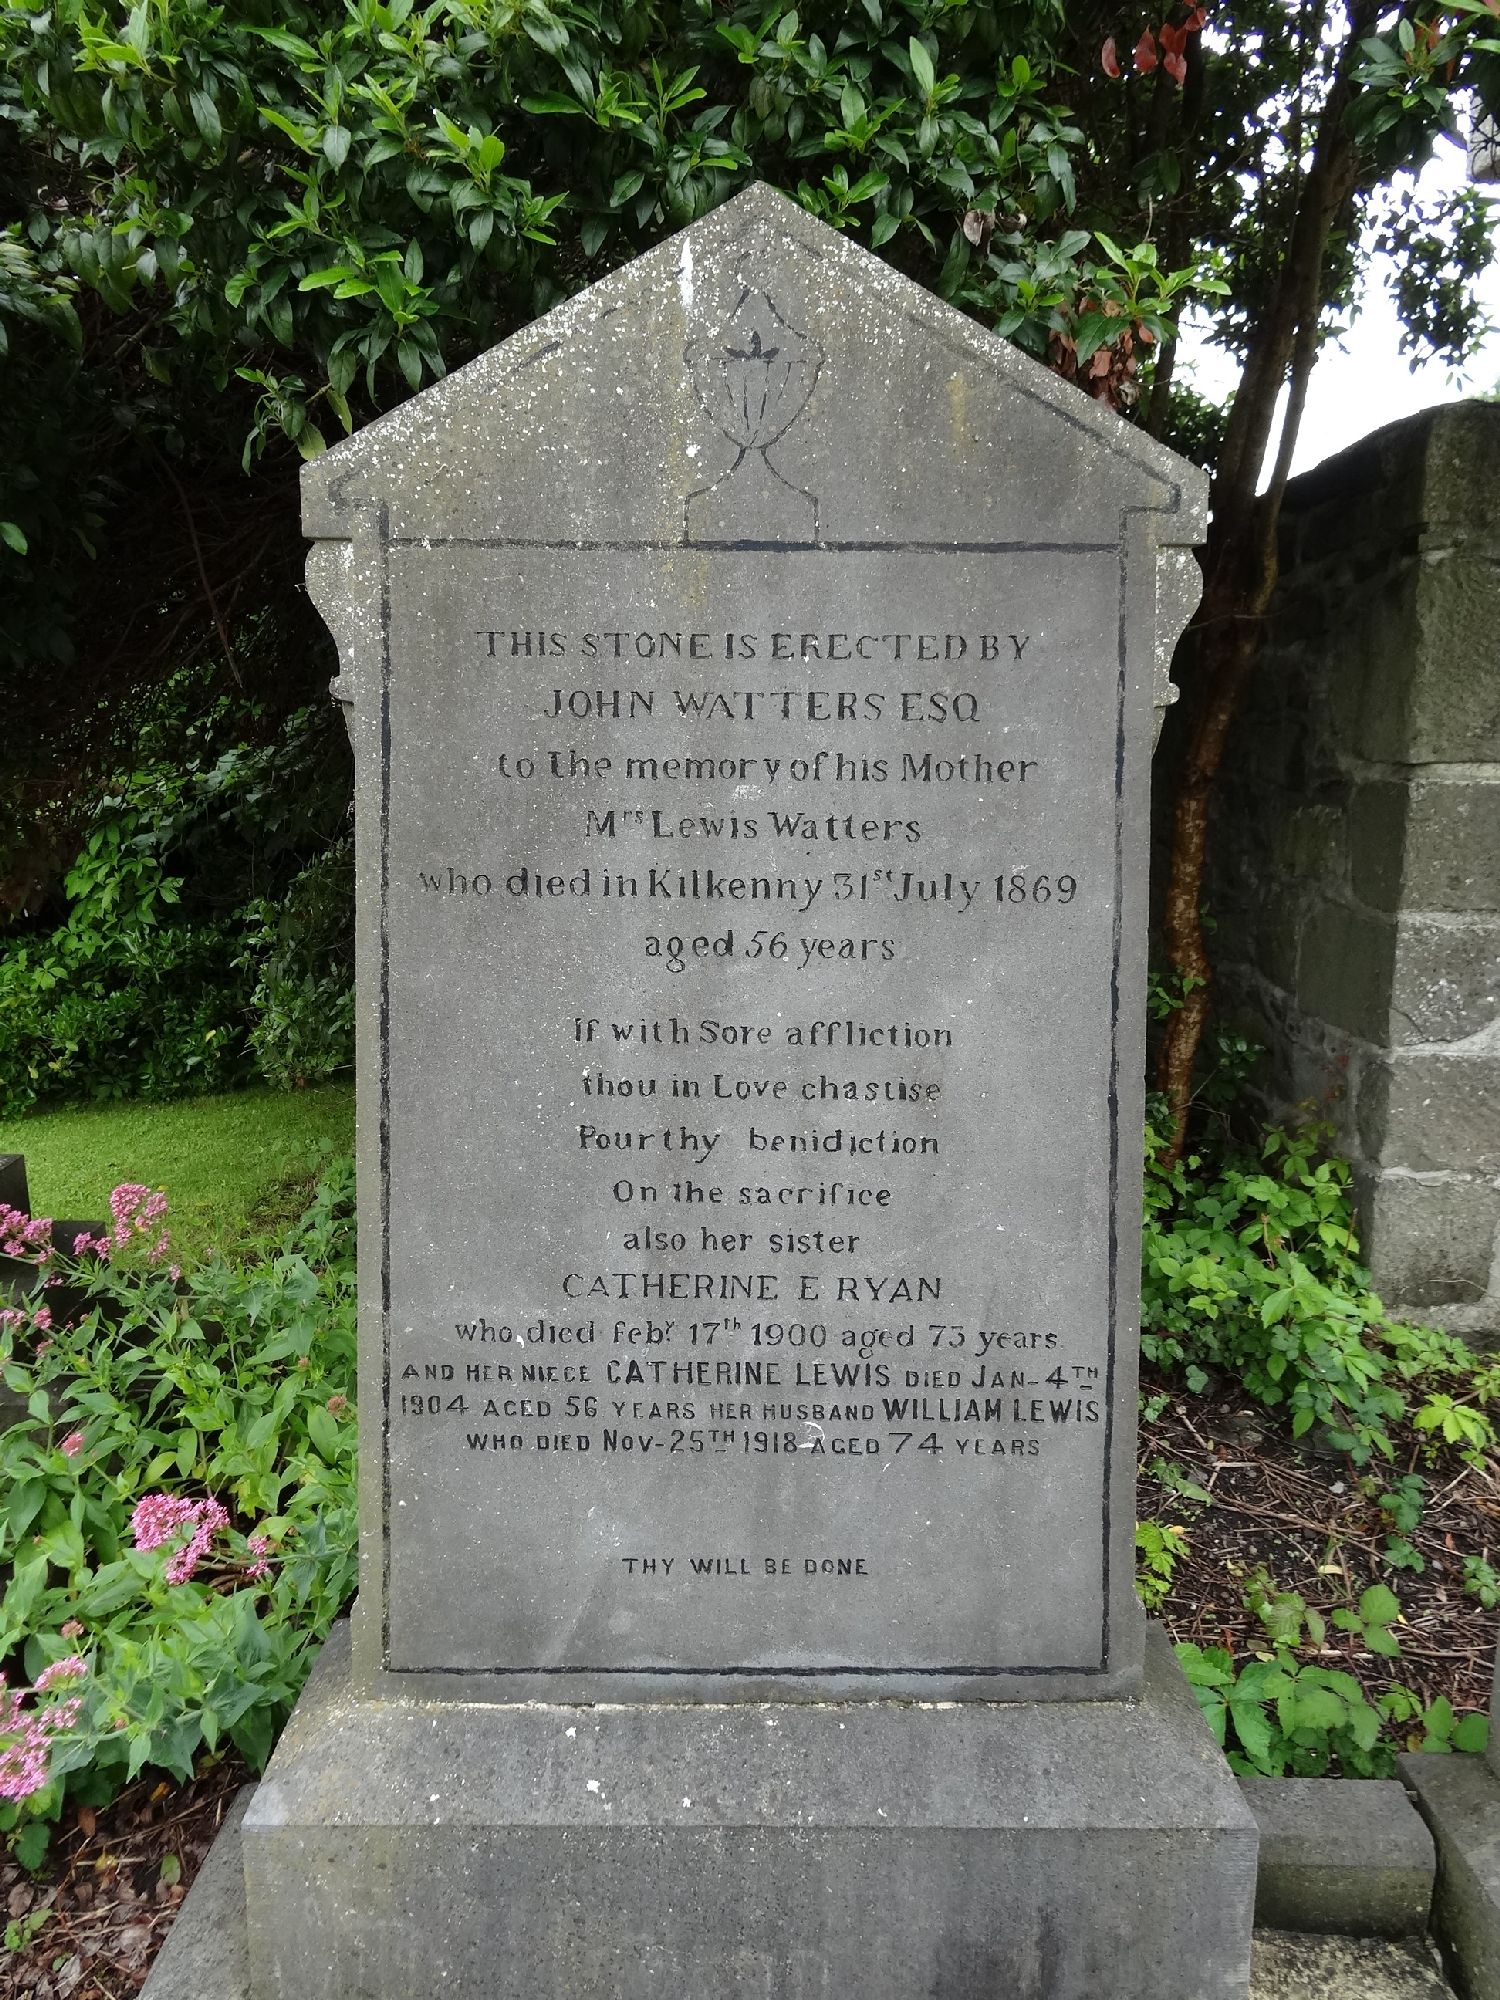 THIS STONE IS ERECTED BY
JOHN WATTERS ESQ
to the memory of his Mother
Mrs Lewis Watters
who died in Kilkenny 31st July 1869
aged 56 years
If with Sore affliction
thou in Love chastise
Pour thy benidiction
On the sacrifice
also her sister
CATHERINE E RYAN
who died Feby 17th 1900 aged 73 years.
AND HER NIECE CATHERINE LEWIS DIED JAN-4TH
1904 AGED 56 YEARS HER HUSBAND WILLIAM LEWIS
WHO DIED NOV-25TH 1918 AGED 74 YEARS
THY WILL BE DONE